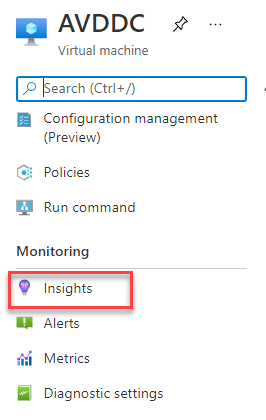 AVDDC
Virtual machine
Search (Ctrl+/)
Configuration management
(Preview)
Policies
Run command
Monitoring
Insights
Alerts
Metrics
Diagnostic settings